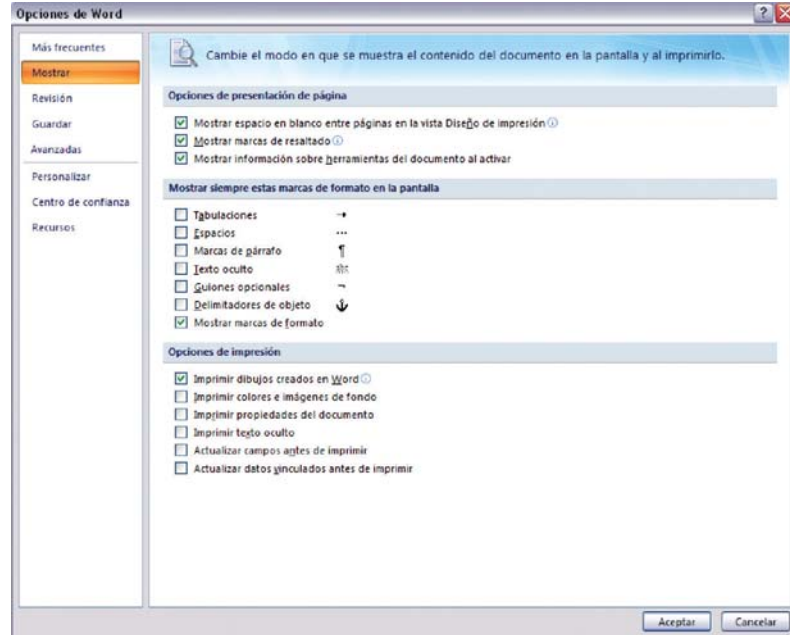 Opciones de Word
Más frecuentes
Mostrar
Revisión
Guardar
Avanzadas
Personalizar
Centro de confianza
Recursos
Cambie el modo en que se muestra el contenido del documento en la pantalla y al imprimirlo.
Opciones de presentación de página
Mostrar espacio en blanco entre páginas en la vista Diseño de impresión
Mostrar marcas de resaltado
Mostrar información sobre herramientas del documento al activar
Mostrar siempre estas marcas de formato en la pantalla
Tabulaciones
Espacios
Marcas de párrafo ¶
Texto oculto abc
Guiones opcionales ¬
Delimitadores de objeto
Mostrar marcas de formato
Opciones de impresión
Imprimir dibujos creados en Word
Imprimir colores e imágenes de fondo
Imprimir propiedades del documento
Imprimir texto oculto
Actualizar campos antes de imprimir
Actualizar datos vinculados antes de imprimir
Aceptar
Cancelar